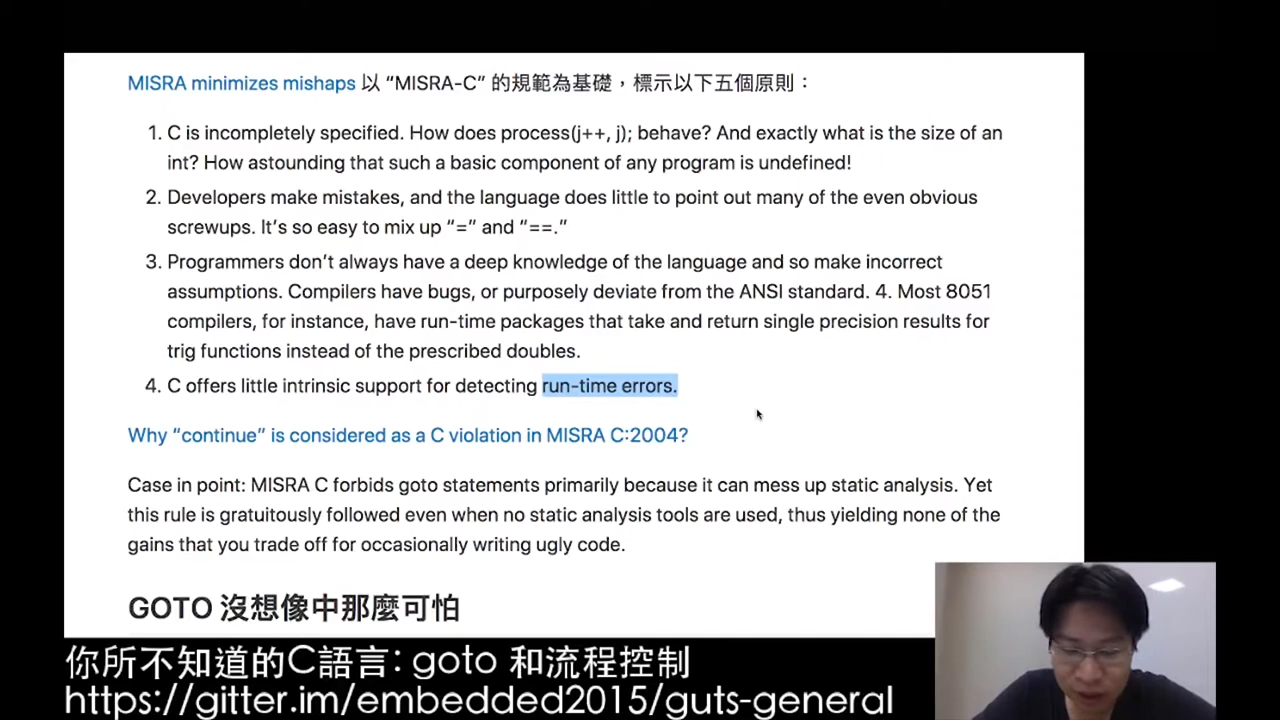 MISRA minimizes mishaps 以 “MISRA-C” 的規範為基礎，標示以下五個原則：
1. C is incompletely specified. How does process(j++, j); behave? And exactly what is the size of an
int? How astounding that such a basic component of any program is undefined!
2. Developers make mistakes, and the language does little to point out many of the even obvious
screwups. It’s so easy to mix up “=” and “==.”
3. Programmers don’t always have a deep knowledge of the language and so make incorrect
assumptions. Compilers have bugs, or purposely deviate from the ANSI standard. 4. Most 8051
compilers, for instance, have run-time packages that take and return single precision results for
trig functions instead of the prescribed doubles.
4. C offers little intrinsic support for detecting run-time errors.
Why “continue” is considered as a C violation in MISRA C:2004?
Case in point: MISRA C forbids goto statements primarily because it can mess up static analysis. Yet
this rule is gratuitously followed even when no static analysis tools are used, thus yielding none of the
gains that you trade off for occasionally writing ugly code.
GOTO 沒想像中那麼可怕
你所不知道的C語言: goto 和流程控制
https://gitter.im/embedded2015/guts-general